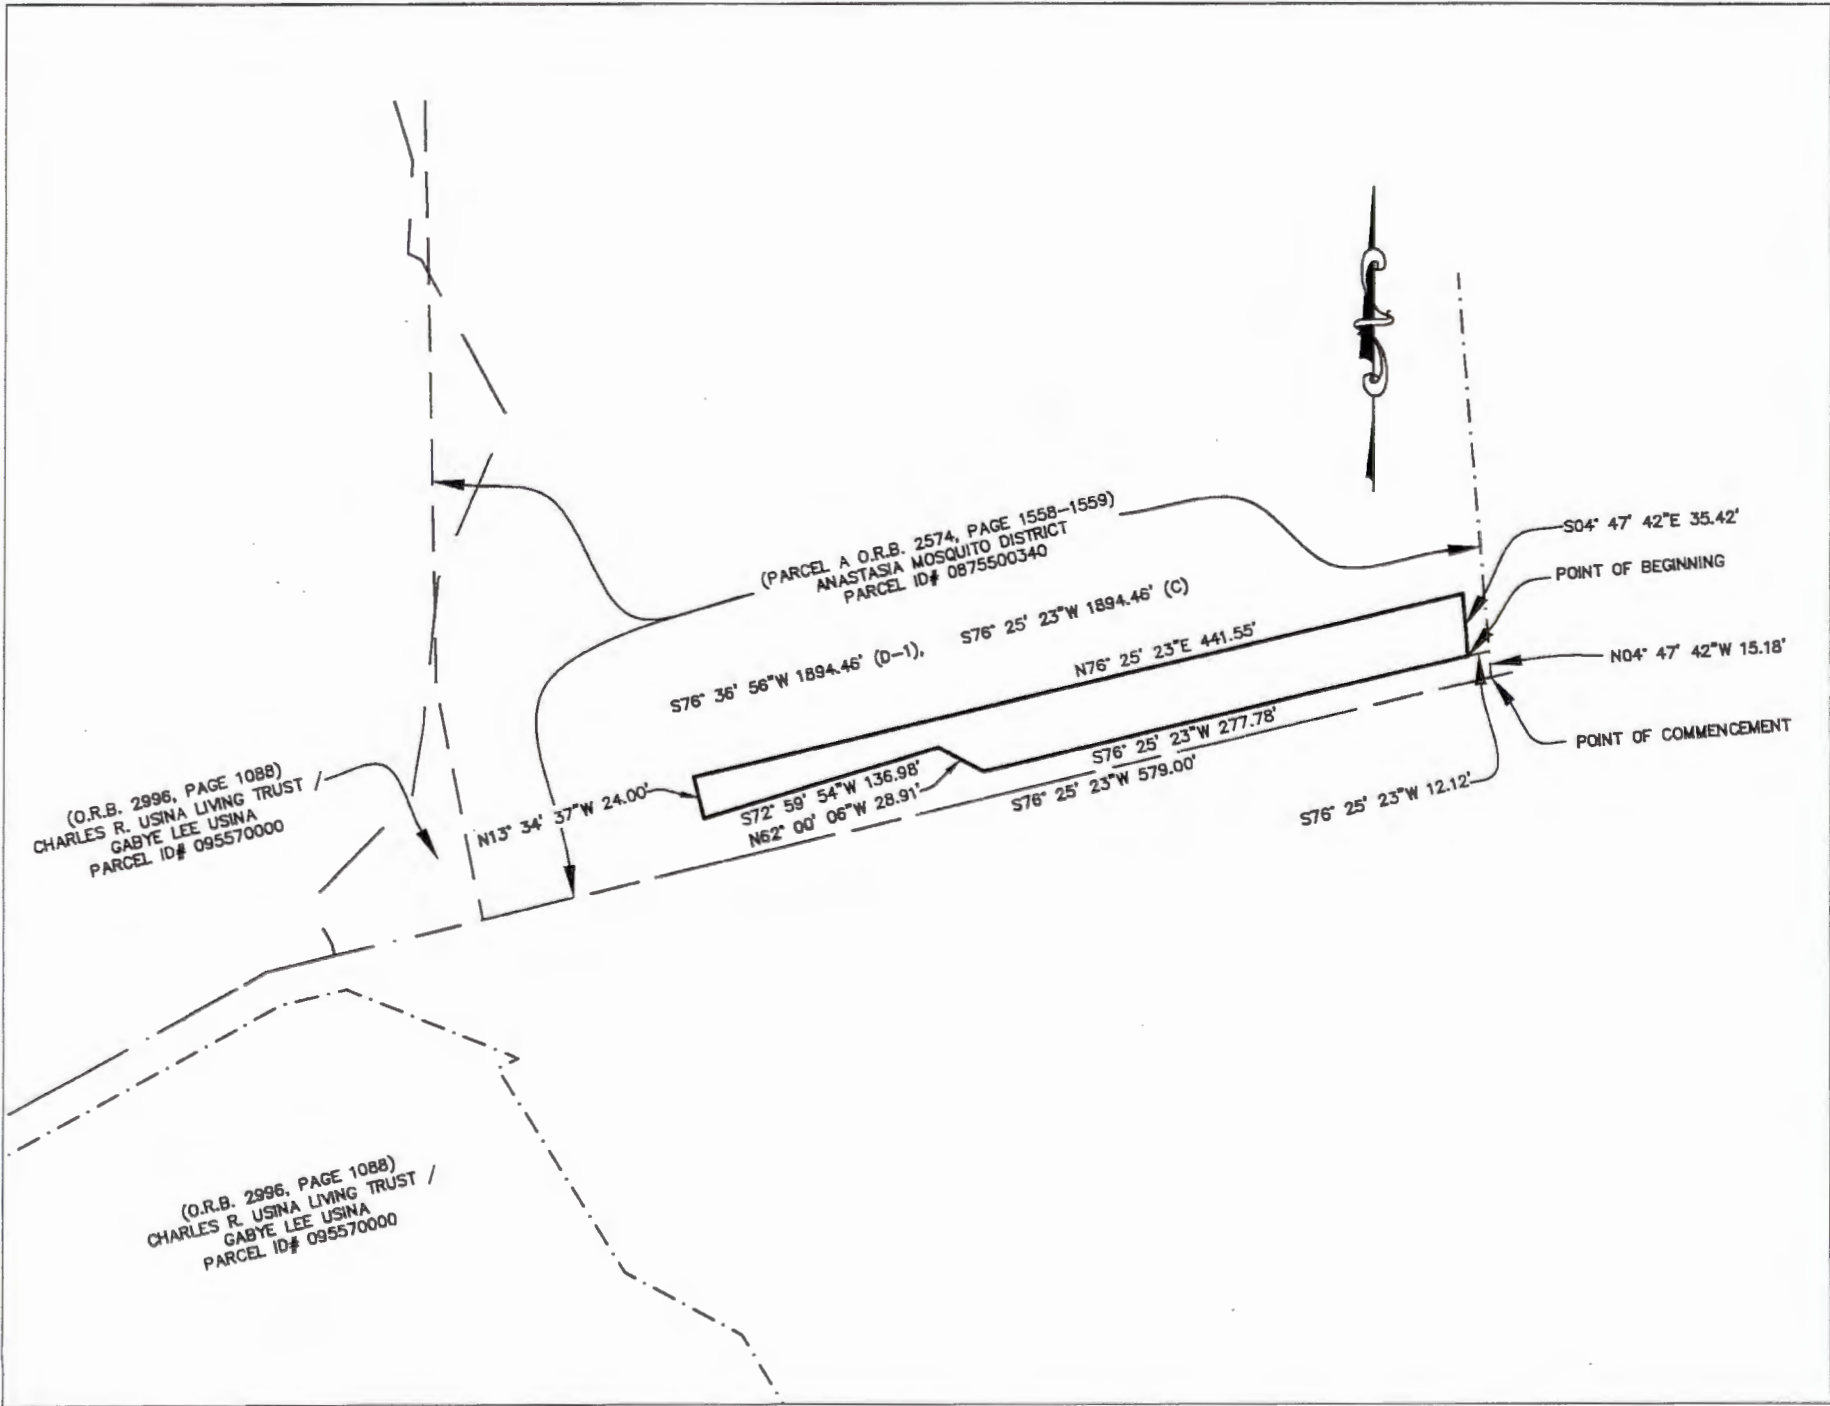 (PARCEL A O.R.B. 2574, PAGE 1558-1559)
ANASTASIA MOSQUITO DISTRICT
PARCEL ID# 0875500340
S04° 47' 42"E 35.42'
POINT OF BEGINNING
N04° 47' 42"W 15.18'
POINT OF COMMENCEMENT
S76° 25' 23"W 12.12'
S76° 36' 56"W 1894.46' (D-1), S76° 25' 23"W 1894.46' (C)
N76° 25' 23"E 441.55'
S76° 25' 23"W 277.78'
S76° 25' 23"W 579.00'
S72° 59' 54"W 136.98'
N62° 00' 06"W 28.91'
N13° 34' 37"W 24.00'
(O.R.B. 2996, PAGE 1088)
CHARLES R. USINA LIVING TRUST /
GABYE LEE USINA
PARCEL ID# 095570000
(O.R.B. 2996, PAGE 1088)
CHARLES R. USINA LIVING TRUST /
GABYE LEE USINA
PARCEL ID# 095570000